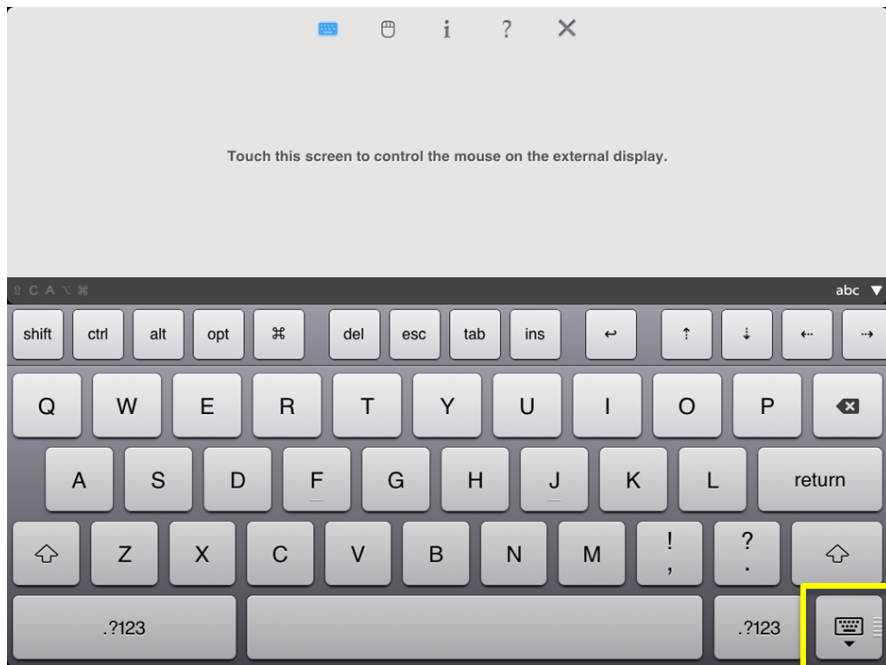 i ?
Touch this screen to control the mouse on the external display.
⇧ C A ⌥ ⌘ abc ▼
shift ctrl alt opt ⌘ del esc tab ins ↩ ⇡ ⇣ ⇠ ⇢
Q W E R T Y U I O P
A S D F G H J K L return
Z X C V B N M ! , ? .
.?123 .?123